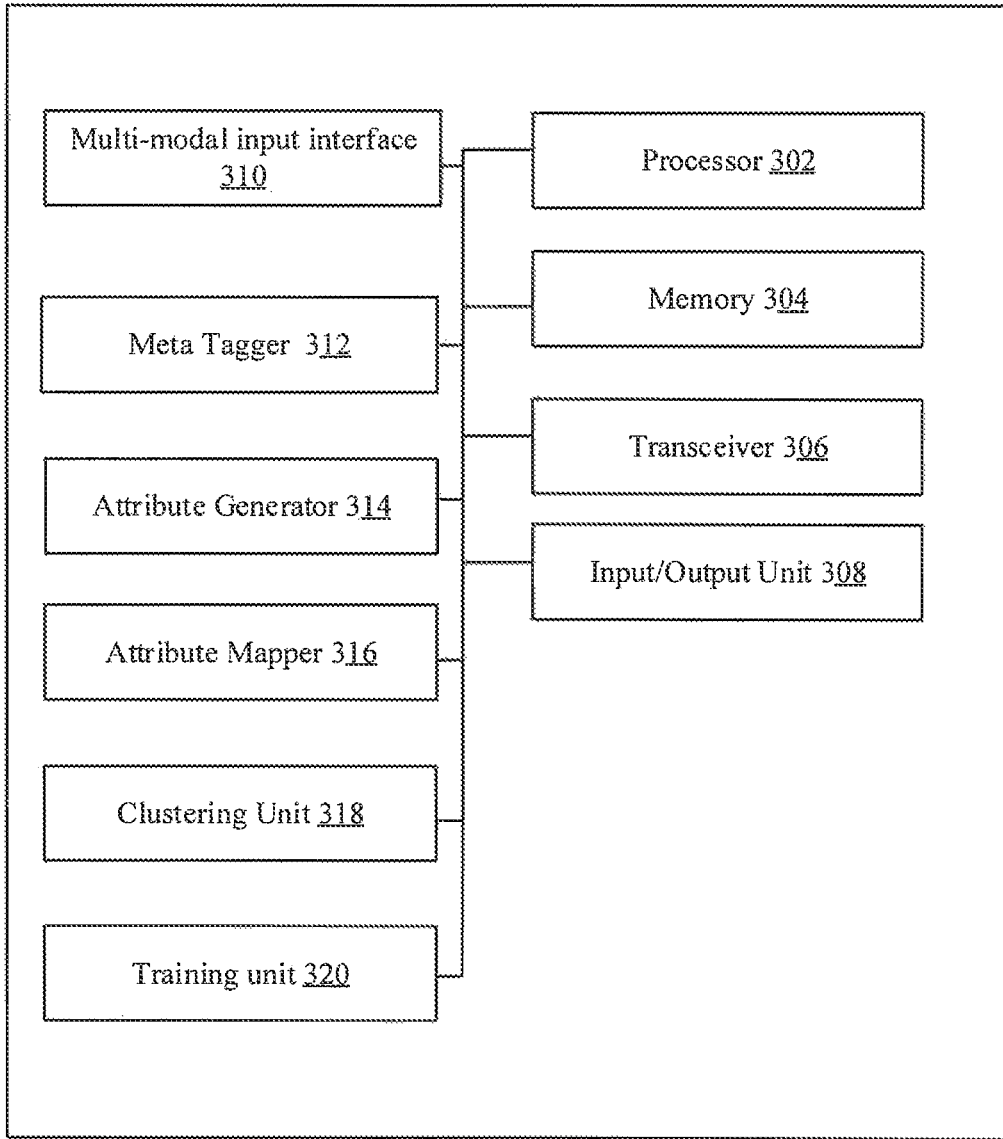 Multi-modal input interface
310
Meta Tagger 312
Attribute Generator 314
Attribute Mapper 316
Clustering Unit 318
Training unit 320
Processor 302
Memory 304
Transceiver 306
Input/Output Unit 308